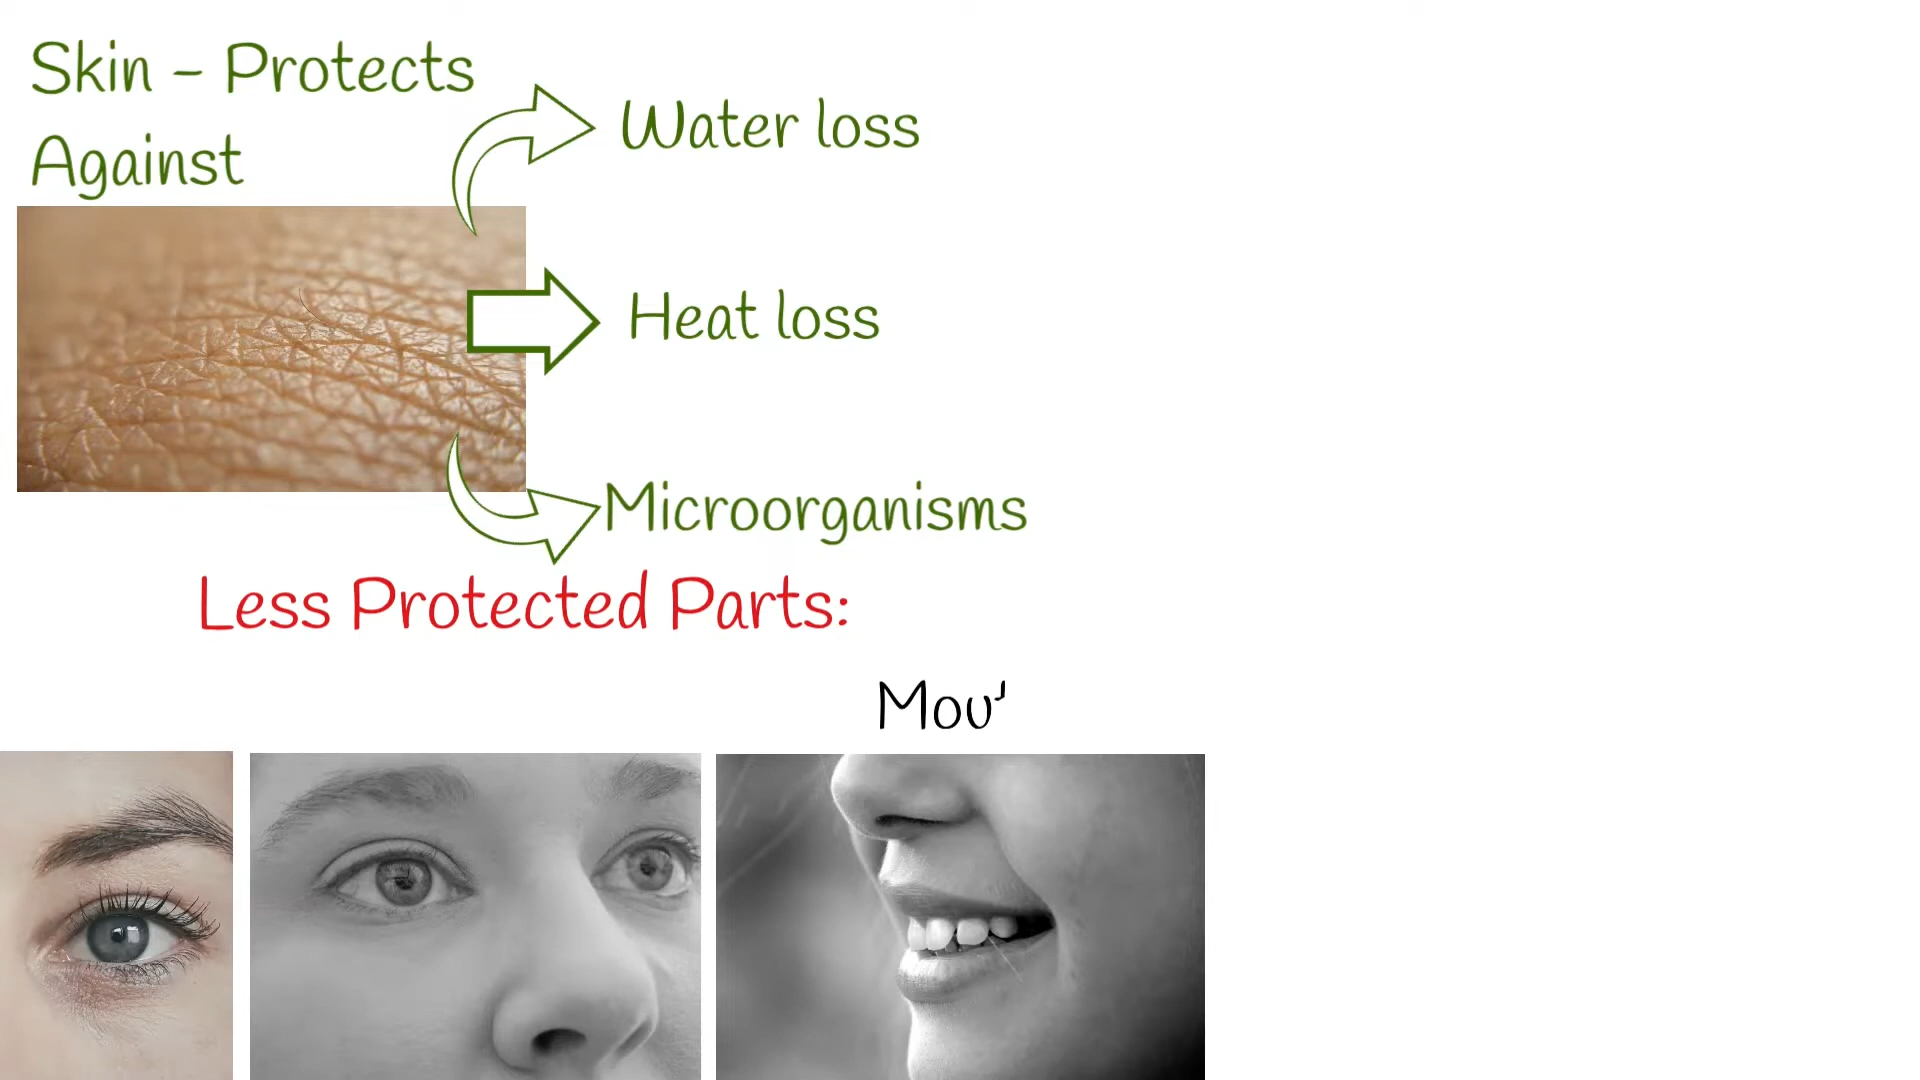 Skin - Protects
Against
Water loss
Heat loss
Microorganisms
Less Protected Parts: